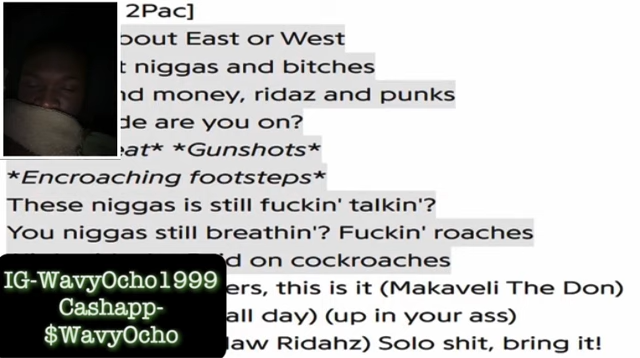 2Pac]
out East or West
t niggas and bitches
nd money, ridaz and punks
de are you on?
eat* *Gunshots*
*Encroaching footsteps*
These niggas is still fuckin' talkin'?
You niggas still breathin'? Fuckin' roaches
d on cockroaches
IG-WavyOcho1999
Cashapp-
$WavyOcho
ers, this is it (Makaveli The Don)
all day) (up in your ass)
law Ridahz) Solo shit, bring it!